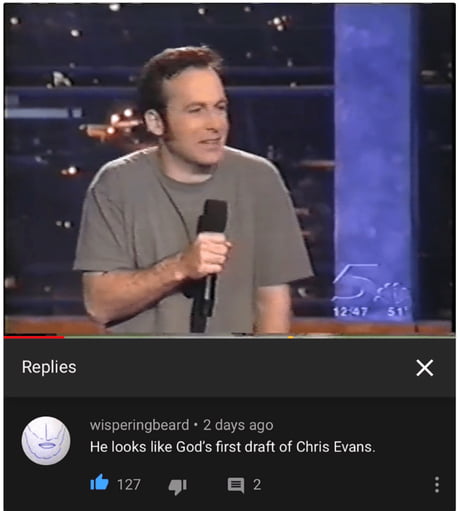 5
12:47 51°
Replies
wisperingbeard • 2 days ago
He looks like God's first draft of Chris Evans.
127
2